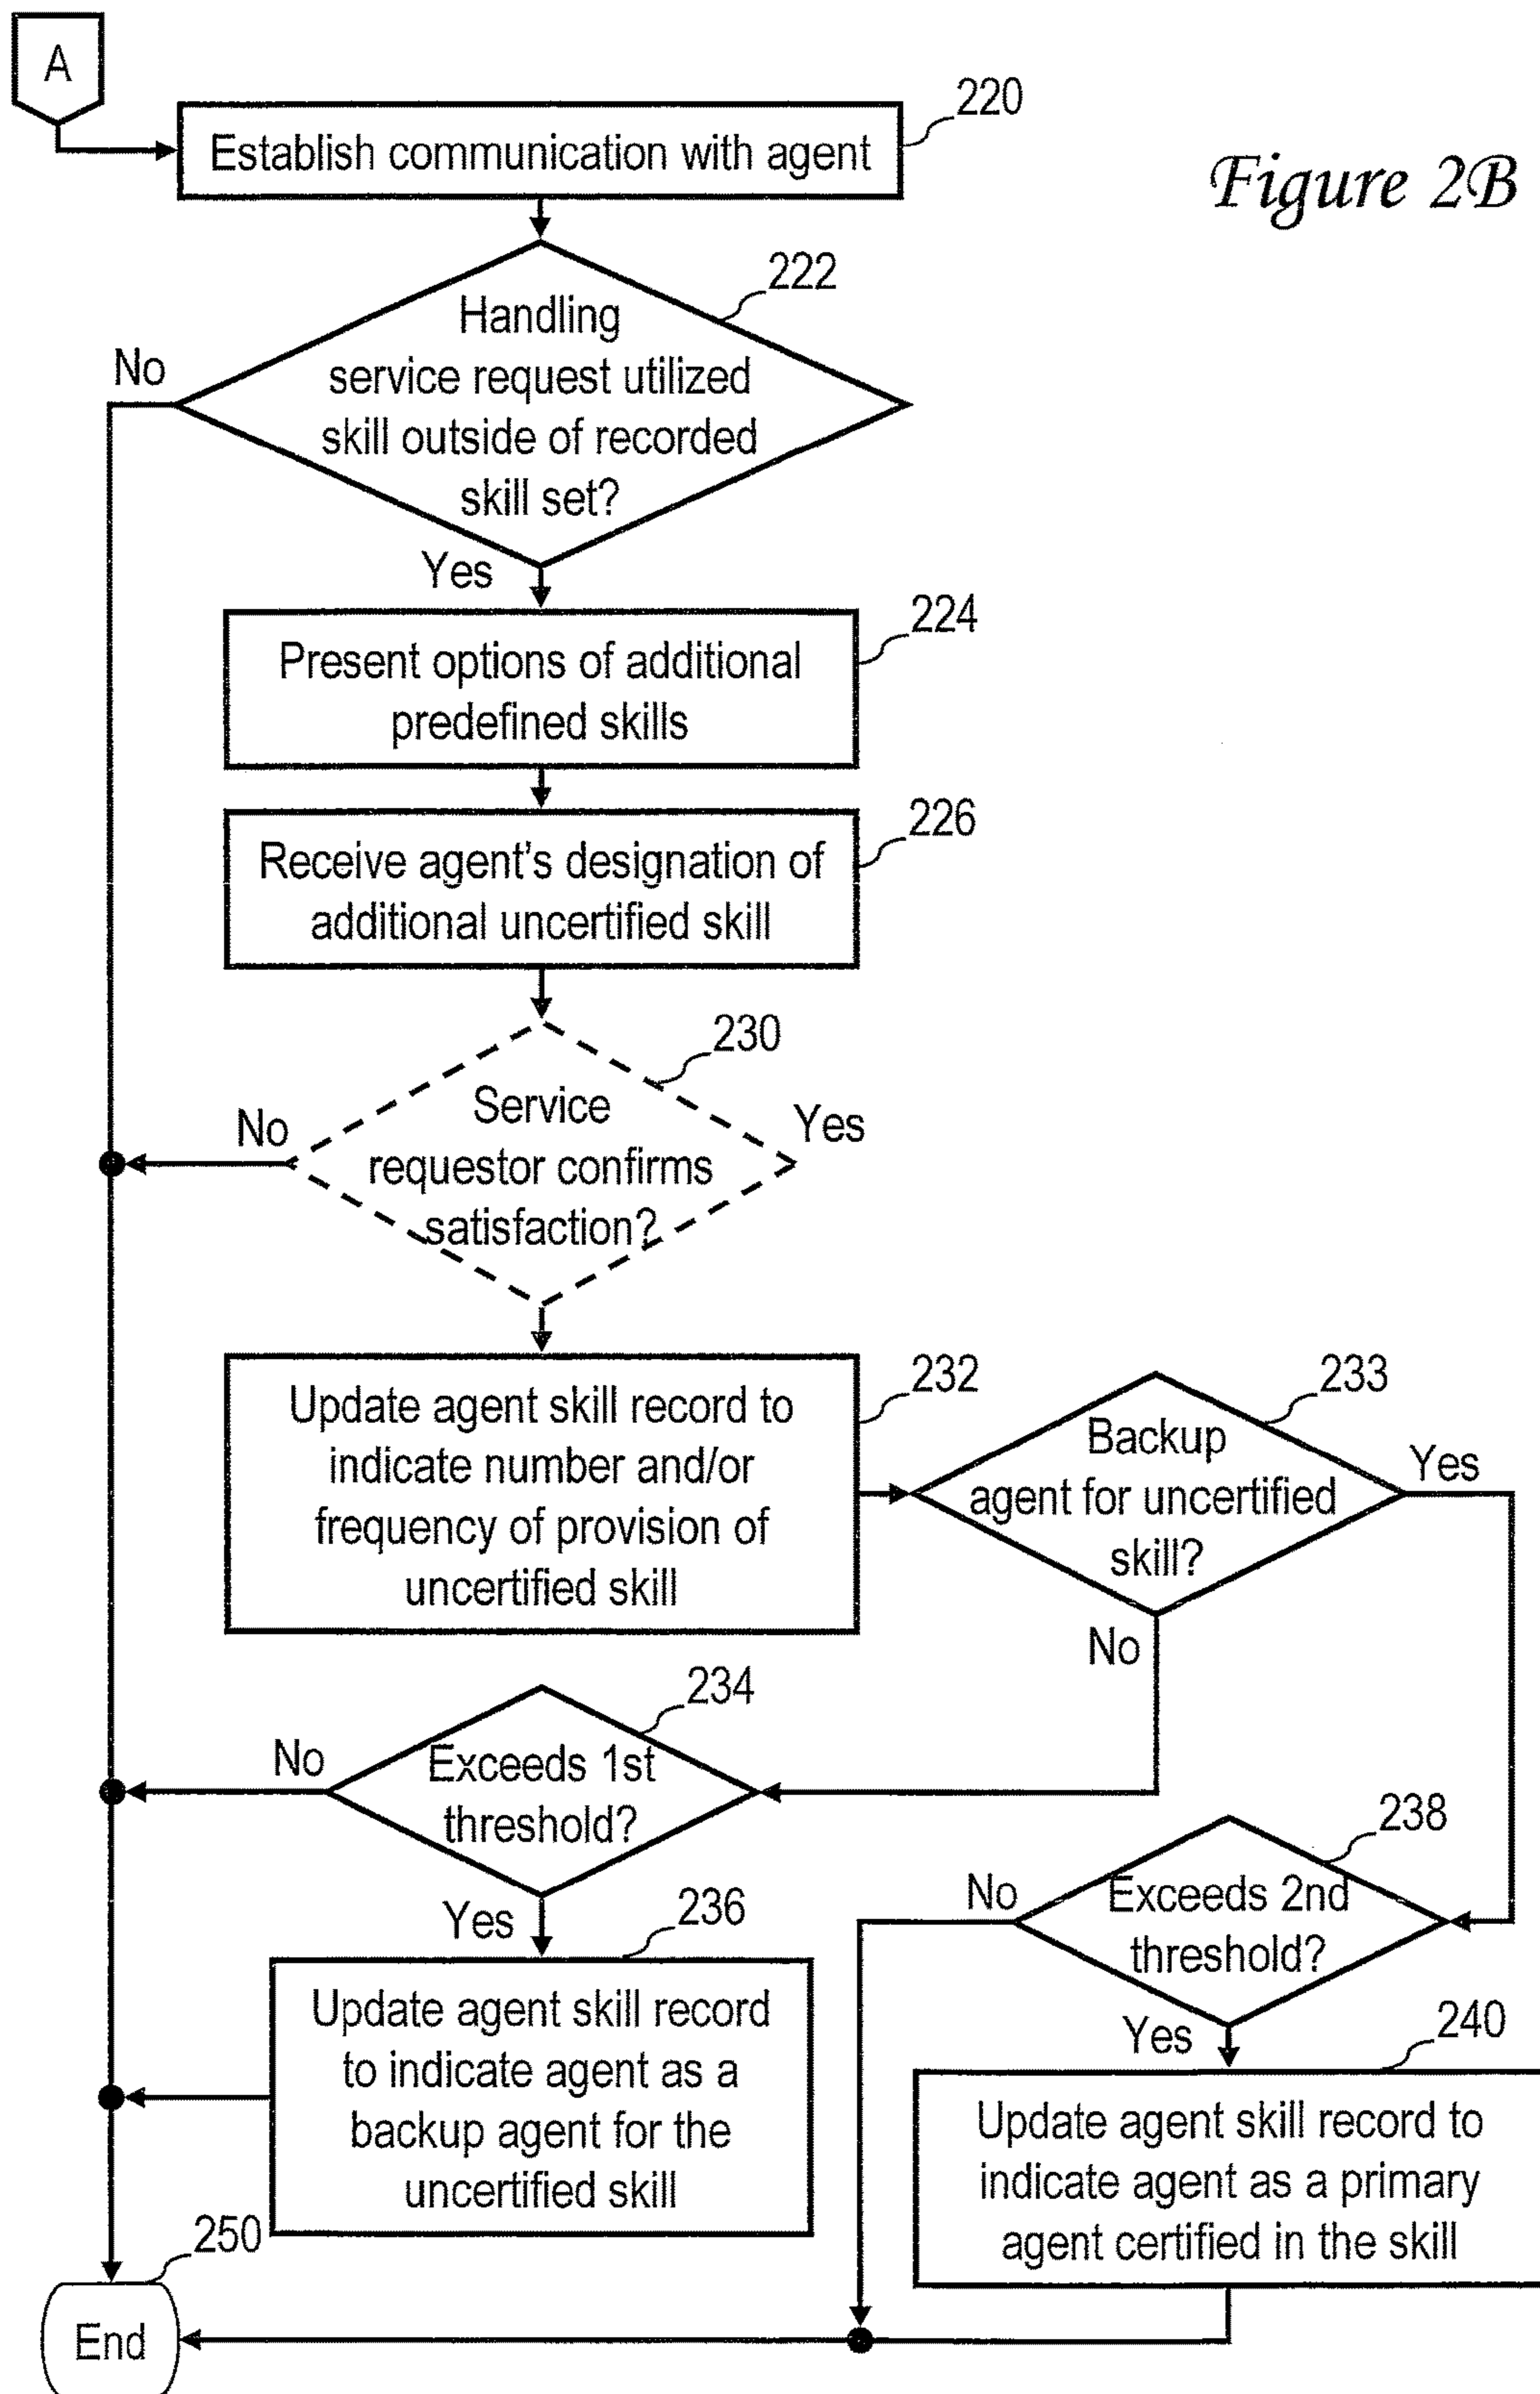 A
220
Establish communication with agent
Figure 2B
222
Handling
service request utilized
skill outside of recorded
skill set?
No
Yes
224
Present options of additional
predefined skills
226
Receive agent's designation of
additional uncertified skill
230
Service
requestor confirms
satisfaction?
No
Yes
232
Update agent skill record to
indicate number and/or
frequency of provision of
uncertified skill
233
Backup
agent for uncertified
skill?
Yes
No
234
Exceeds 1st
threshold?
No
Yes
238
Exceeds 2nd
threshold?
No
Yes
236
Update agent skill record
to indicate agent as a
backup agent for the
uncertified skill
240
Update agent skill record to
indicate agent as a primary
agent certified in the skill
250
End